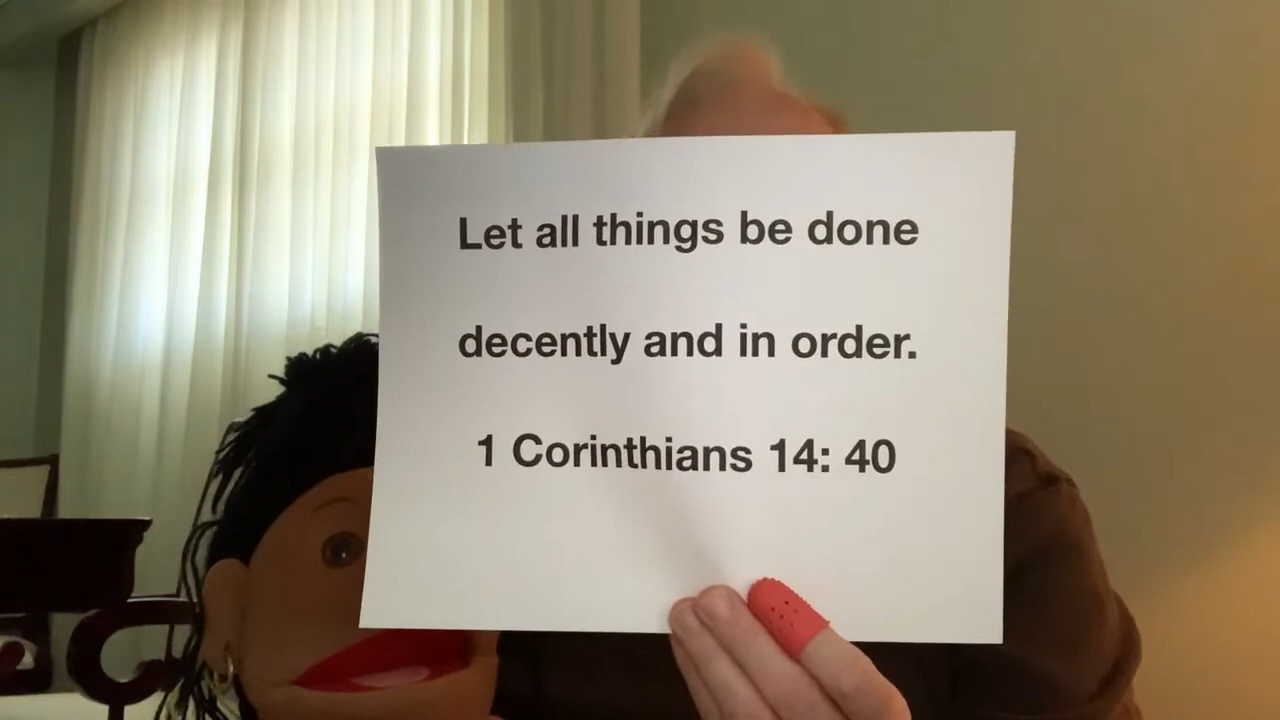 Let all things be done
decently and in order.
1 Corinthians 14: 40